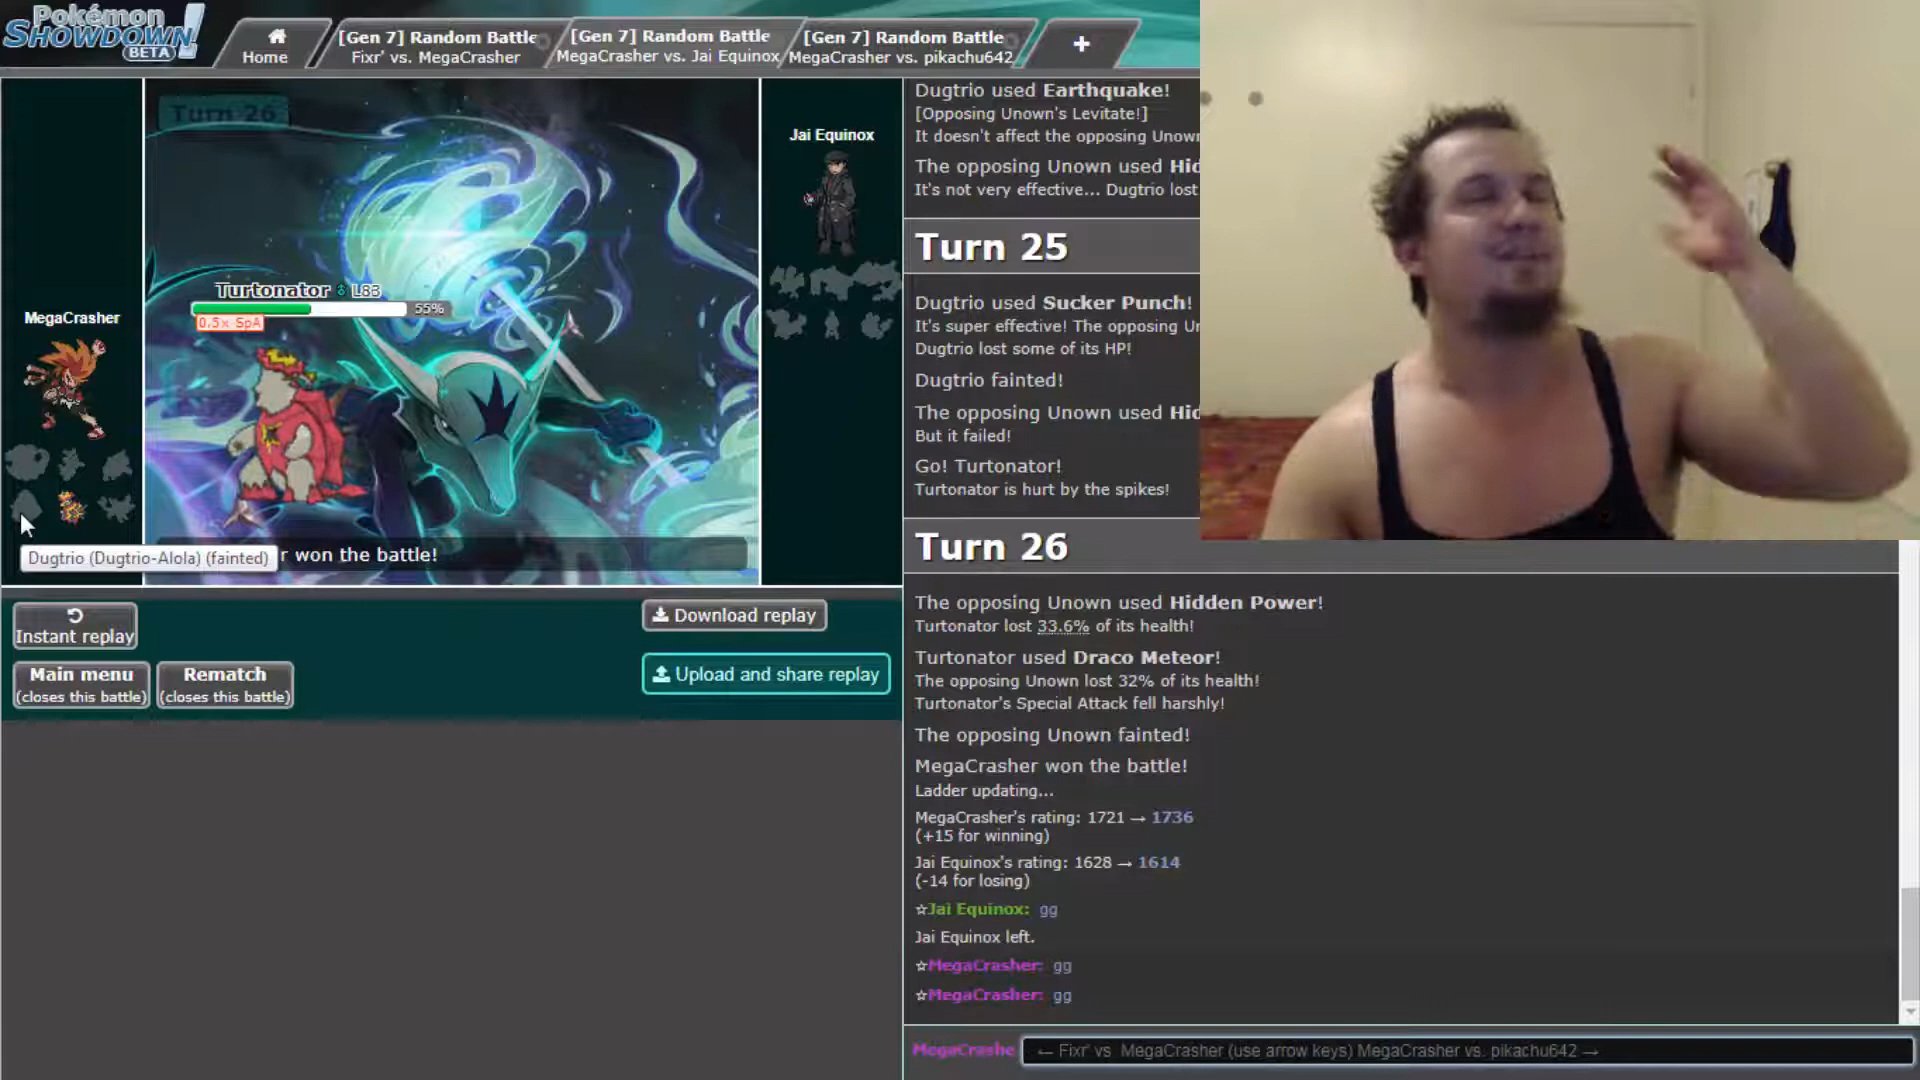 Pokémon
SHOWDOWN!
BETA
Home
[Gen 7] Random Battle
Fixr' vs. MegaCrasher
[Gen 7] Random Battle
MegaCrasher vs. Jai Equinox
[Gen 7] Random Battle
MegaCrasher vs. pikachu642
+
Turn 26
Jai Equinox
Turtonator ♂ L83
55%
0.5x SpA
MegaCrasher
Dugtrio (Dugtrio-Alola) (fainted)
r won the battle!
Instant replay
Download replay
Main menu
(closes this battle)
Rematch
(closes this battle)
Upload and share replay
Dugtrio used Earthquake!
[Opposing Unown's Levitate!]
It doesn't affect the opposing Unow
The opposing Unown used Hid
It's not very effective... Dugtrio lost
Turn 25
Dugtrio used Sucker Punch!
It's super effective! The opposing Ur
Dugtrio lost some of its HP!
Dugtrio fainted!
The opposing Unown used Hid
But it failed!
Go! Turtonator!
Turtonator is hurt by the spikes!
Turn 26
The opposing Unown used Hidden Power!
Turtonator lost 33.6% of its health!
Turtonator used Draco Meteor!
The opposing Unown lost 32% of its health!
Turtonator's Special Attack fell harshly!
The opposing Unown fainted!
MegaCrasher won the battle!
Ladder updating...
MegaCrasher's rating: 1721 → 1736
(+15 for winning)
Jai Equinox's rating: 1628 → 1614
(-14 for losing)
☆Jai Equinox: gg
Jai Equinox left.
☆MegaCrasher: gg
☆MegaCrasher: gg
MegaCrashe
← Fixr' vs. MegaCrasher (use arrow keys) MegaCrasher vs. pikachu642 →